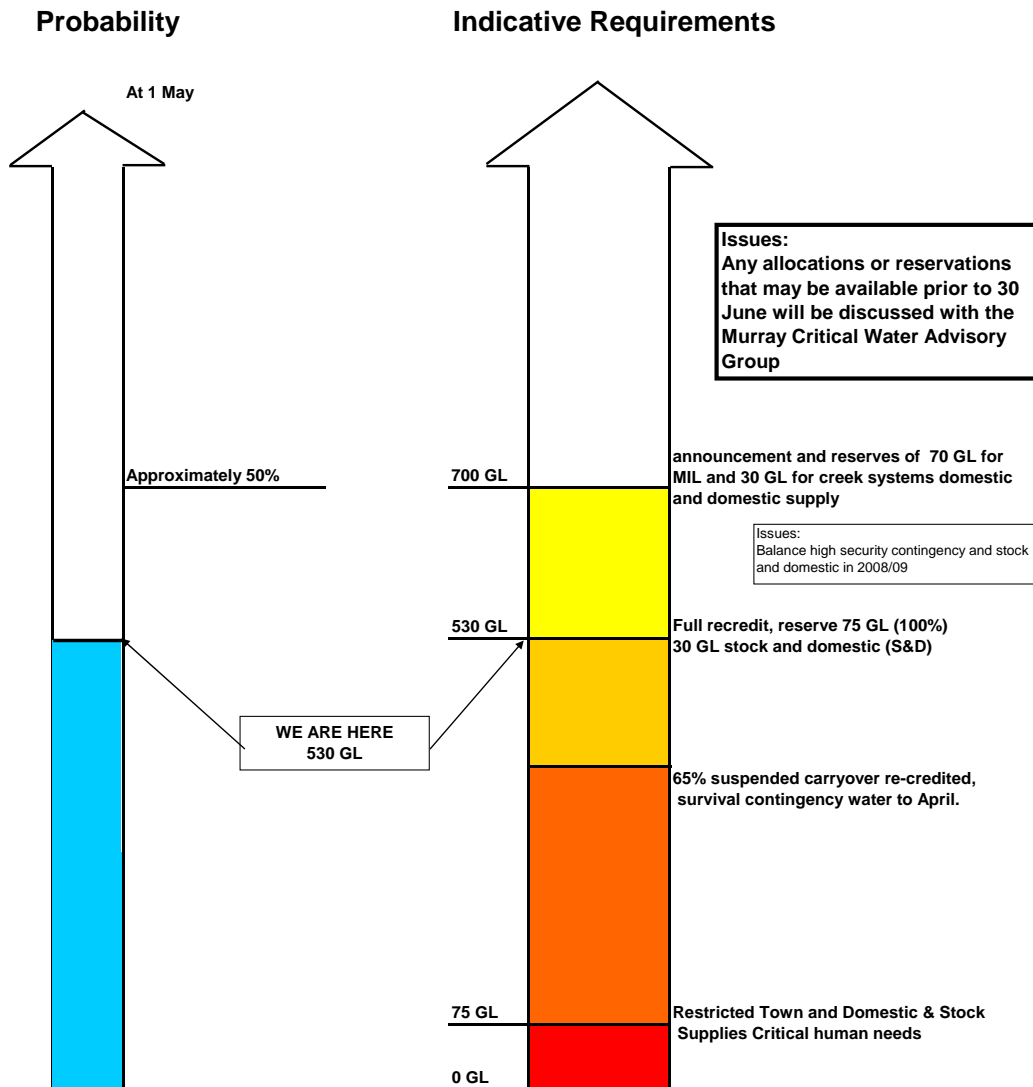 Probability
Indicative Requirements
At 1 May
Issues:
Any allocations or reservations
that may be available prior to 30
June will be discussed with the
Murray Critical Water Advisory
Group
Approximately 50%
700 GL
announcement and reserves of 70 GL for
MIL and 30 GL for creek systems domestic
and domestic supply
Issues:
Balance high security contingency and stock
and domestic in 2008/09
530 GL
Full recredit, reserve 75 GL (100%)
30 GL stock and domestic (S&D)
WE ARE HERE
530 GL
65% suspended carryover re-credited,
survival contingency water to April.
75 GL
Restricted Town and Domestic & Stock
Supplies Critical human needs
0 GL